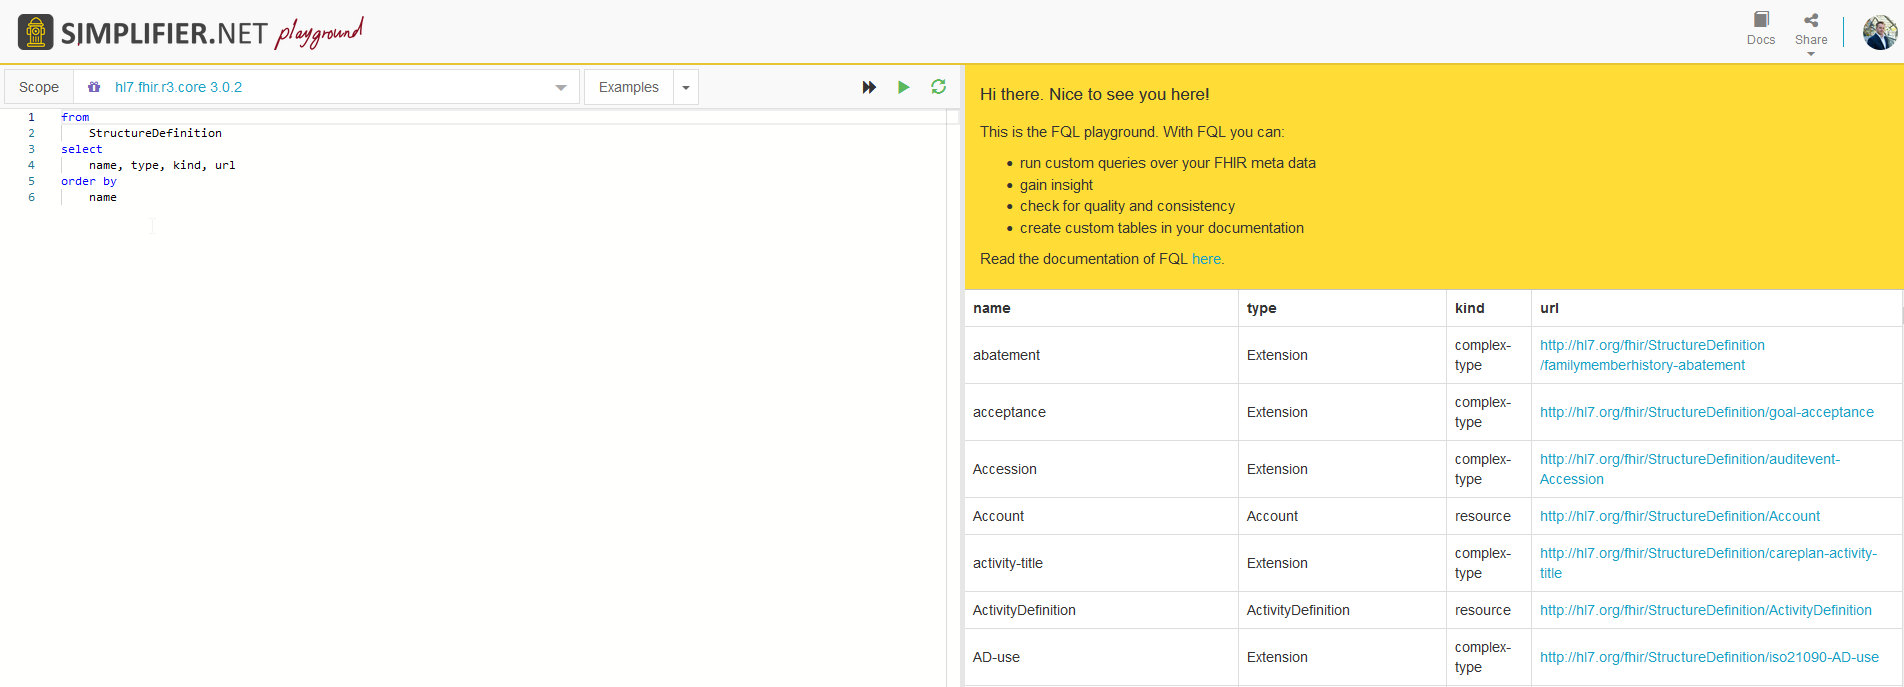 SIMPLIFIER.NET playground
Docs
Share
Scope
hl7.fhir.r3.core 3.0.2
Examples
1 from
2 StructureDefinition
3 select
4 name, type, kind, url
5 order by
6 name
Hi there. Nice to see you here!
This is the FQL playground. With FQL you can:
• run custom queries over your FHIR meta data
• gain insight
• check for quality and consistency
• create custom tables in your documentation
Read the documentation of FQL here.
name type kind url
abatement Extension complex-
type http://hl7.org/fhir/StructureDefinition
/familymemberhistory-abatement
acceptance Extension complex-
type http://hl7.org/fhir/StructureDefinition/goal-acceptance
Accession Extension complex-
type http://hl7.org/fhir/StructureDefinition/auditevent-
Accession
Account Account resource http://hl7.org/fhir/StructureDefinition/Account
activity-title Extension complex-
type http://hl7.org/fhir/StructureDefinition/careplan-activity-
title
ActivityDefinition ActivityDefinition resource http://hl7.org/fhir/StructureDefinition/ActivityDefinition
AD-use Extension complex-
type http://hl7.org/fhir/StructureDefinition/iso21090-AD-use